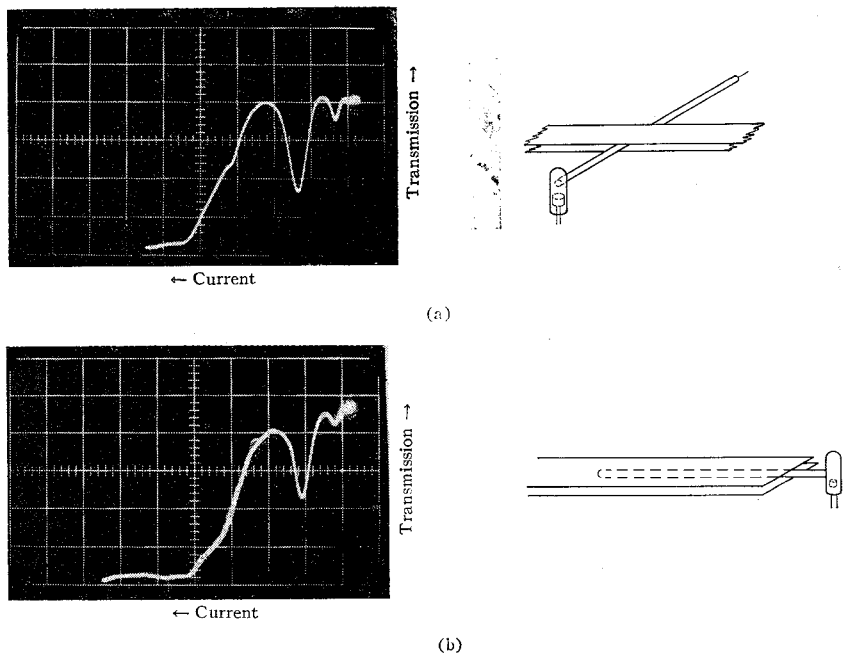 Transmission →
← Current
(a)
Transmission →
← Current
(b)